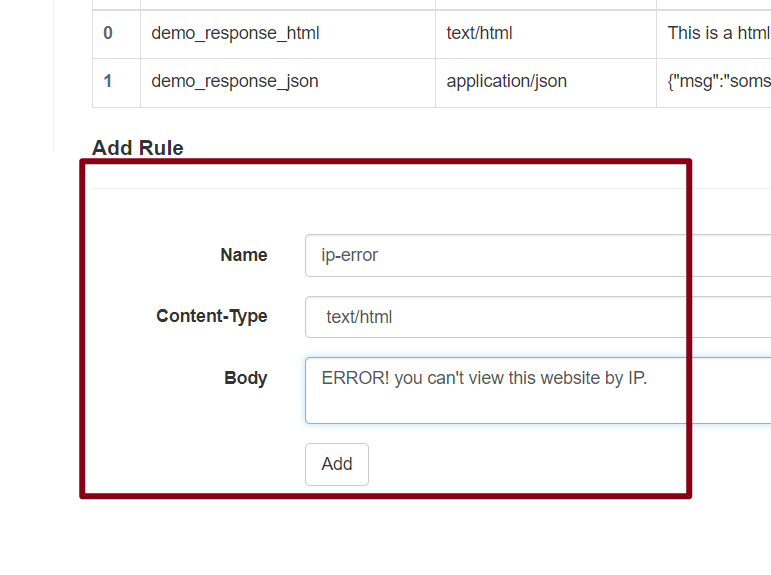 0 demo_response_html text/html This is a html
1 demo_response_json application/json {"msg":"soms
Add Rule
Name ip-error
Content-Type text/html
Body ERROR! you can't view this website by IP.
Add